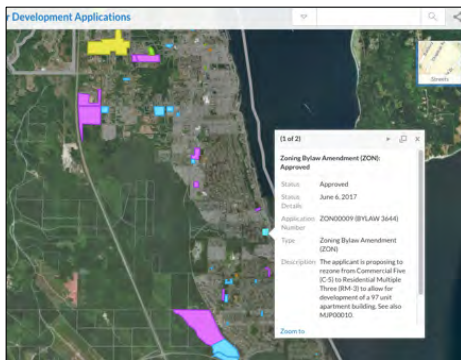 r Development Applications
Streets
(1 of 2)
Zoning Bylaw Amendment (ZON):
Approved
Status Approved
Status June 6, 2017
Details
Application ZON00009 (BYLAW 3644)
Number
Type Zoning Bylaw Amendment
(ZON)
Description The applicant is proposing to
rezone from Commercial Five
(C-5) to Residential Multiple
Three (RM-3) to allow for
development of a 97 unit
apartment building. See also
MJP00010.
Zoom to